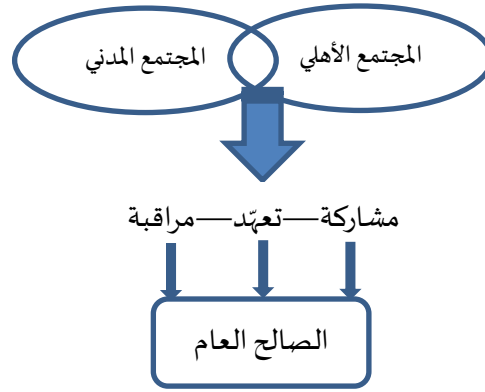 المجتمع الأهلي
المجتمع المدني
مشاركة—تعهّد—مراقبة
الصالح العام